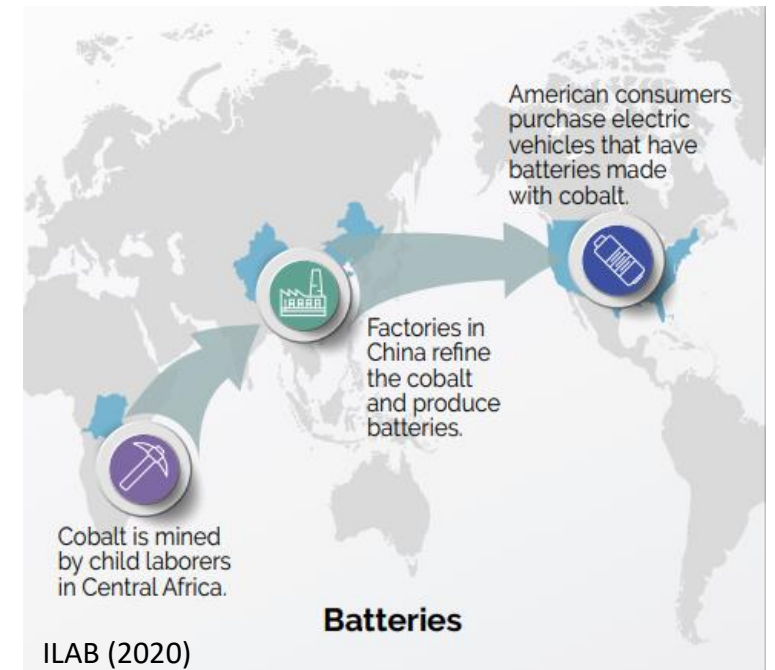 American consumers
purchase electric
vehicles that have
batteries made
with cobalt.
Factories in
China refine
the cobalt
and produce
batteries.
Cobalt is mined
by child laborers
in Central Africa.
Batteries
ILAB (2020)